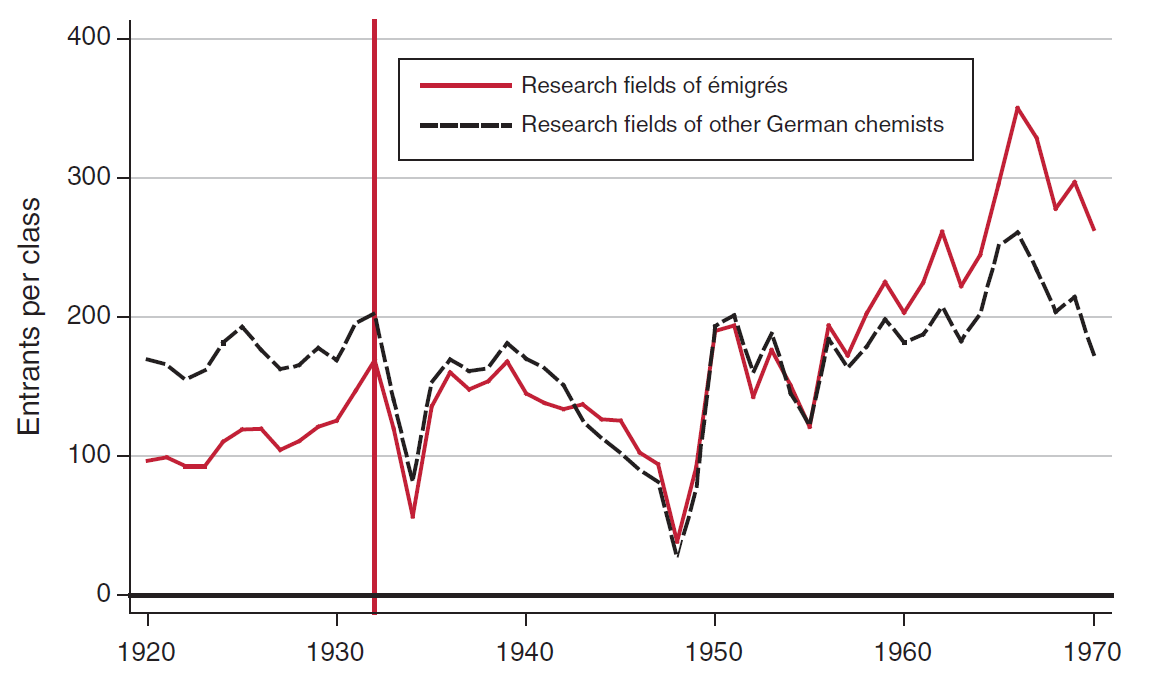 400
300
200
100
0
Entrants per class
Research fields of émigrés
Research fields of other German chemists
1920 1930 1940 1950 1960 1970